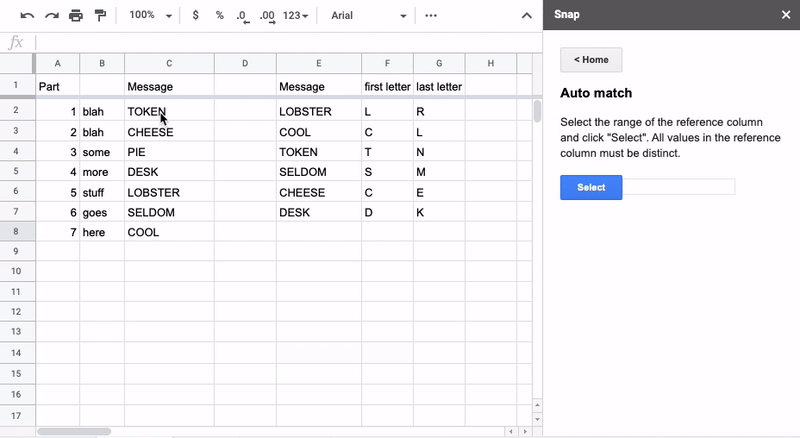 100% $ % .0 .00 123 Arial ...
fx
A B C D E F G H
1 Part Message Message first letter last letter
2 1 blah TOKEN LOBSTER L R
3 2 blah CHEESE COOL C L
4 3 some PIE TOKEN T N
5 4 more DESK SELDOM S M
6 5 stuff LOBSTER CHEESE C E
7 6 goes SELDOM DESK D K
8 7 here COOL
9
10
11
12
13
14
15
16
17
Snap ×
< Home
Auto match
Select the range of the reference column
and click "Select". All values in the reference
column must be distinct.
Select